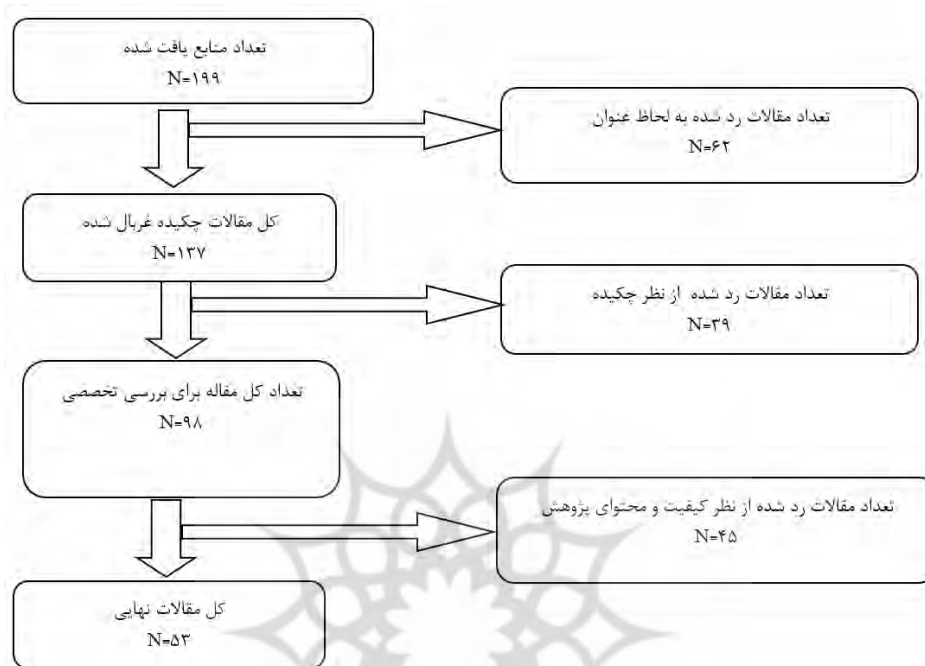 تعداد منابع یافت شده
N=۱۹۹
تعداد مقالات رد شده به لحاظ عنوان
N=۶۲
کل مقالات چکیده غربال شده
N=۱۳۷
تعداد مقالات رد شده از نظر چکیده
N=۳۹
تعداد کل مقاله برای بررسی تخصصی
N=۹۸
تعداد مقالات رد شده از نظر کیفیت و محتوای پژوهش
N=۴۵
کل مقالات نهایی
N=۵۳